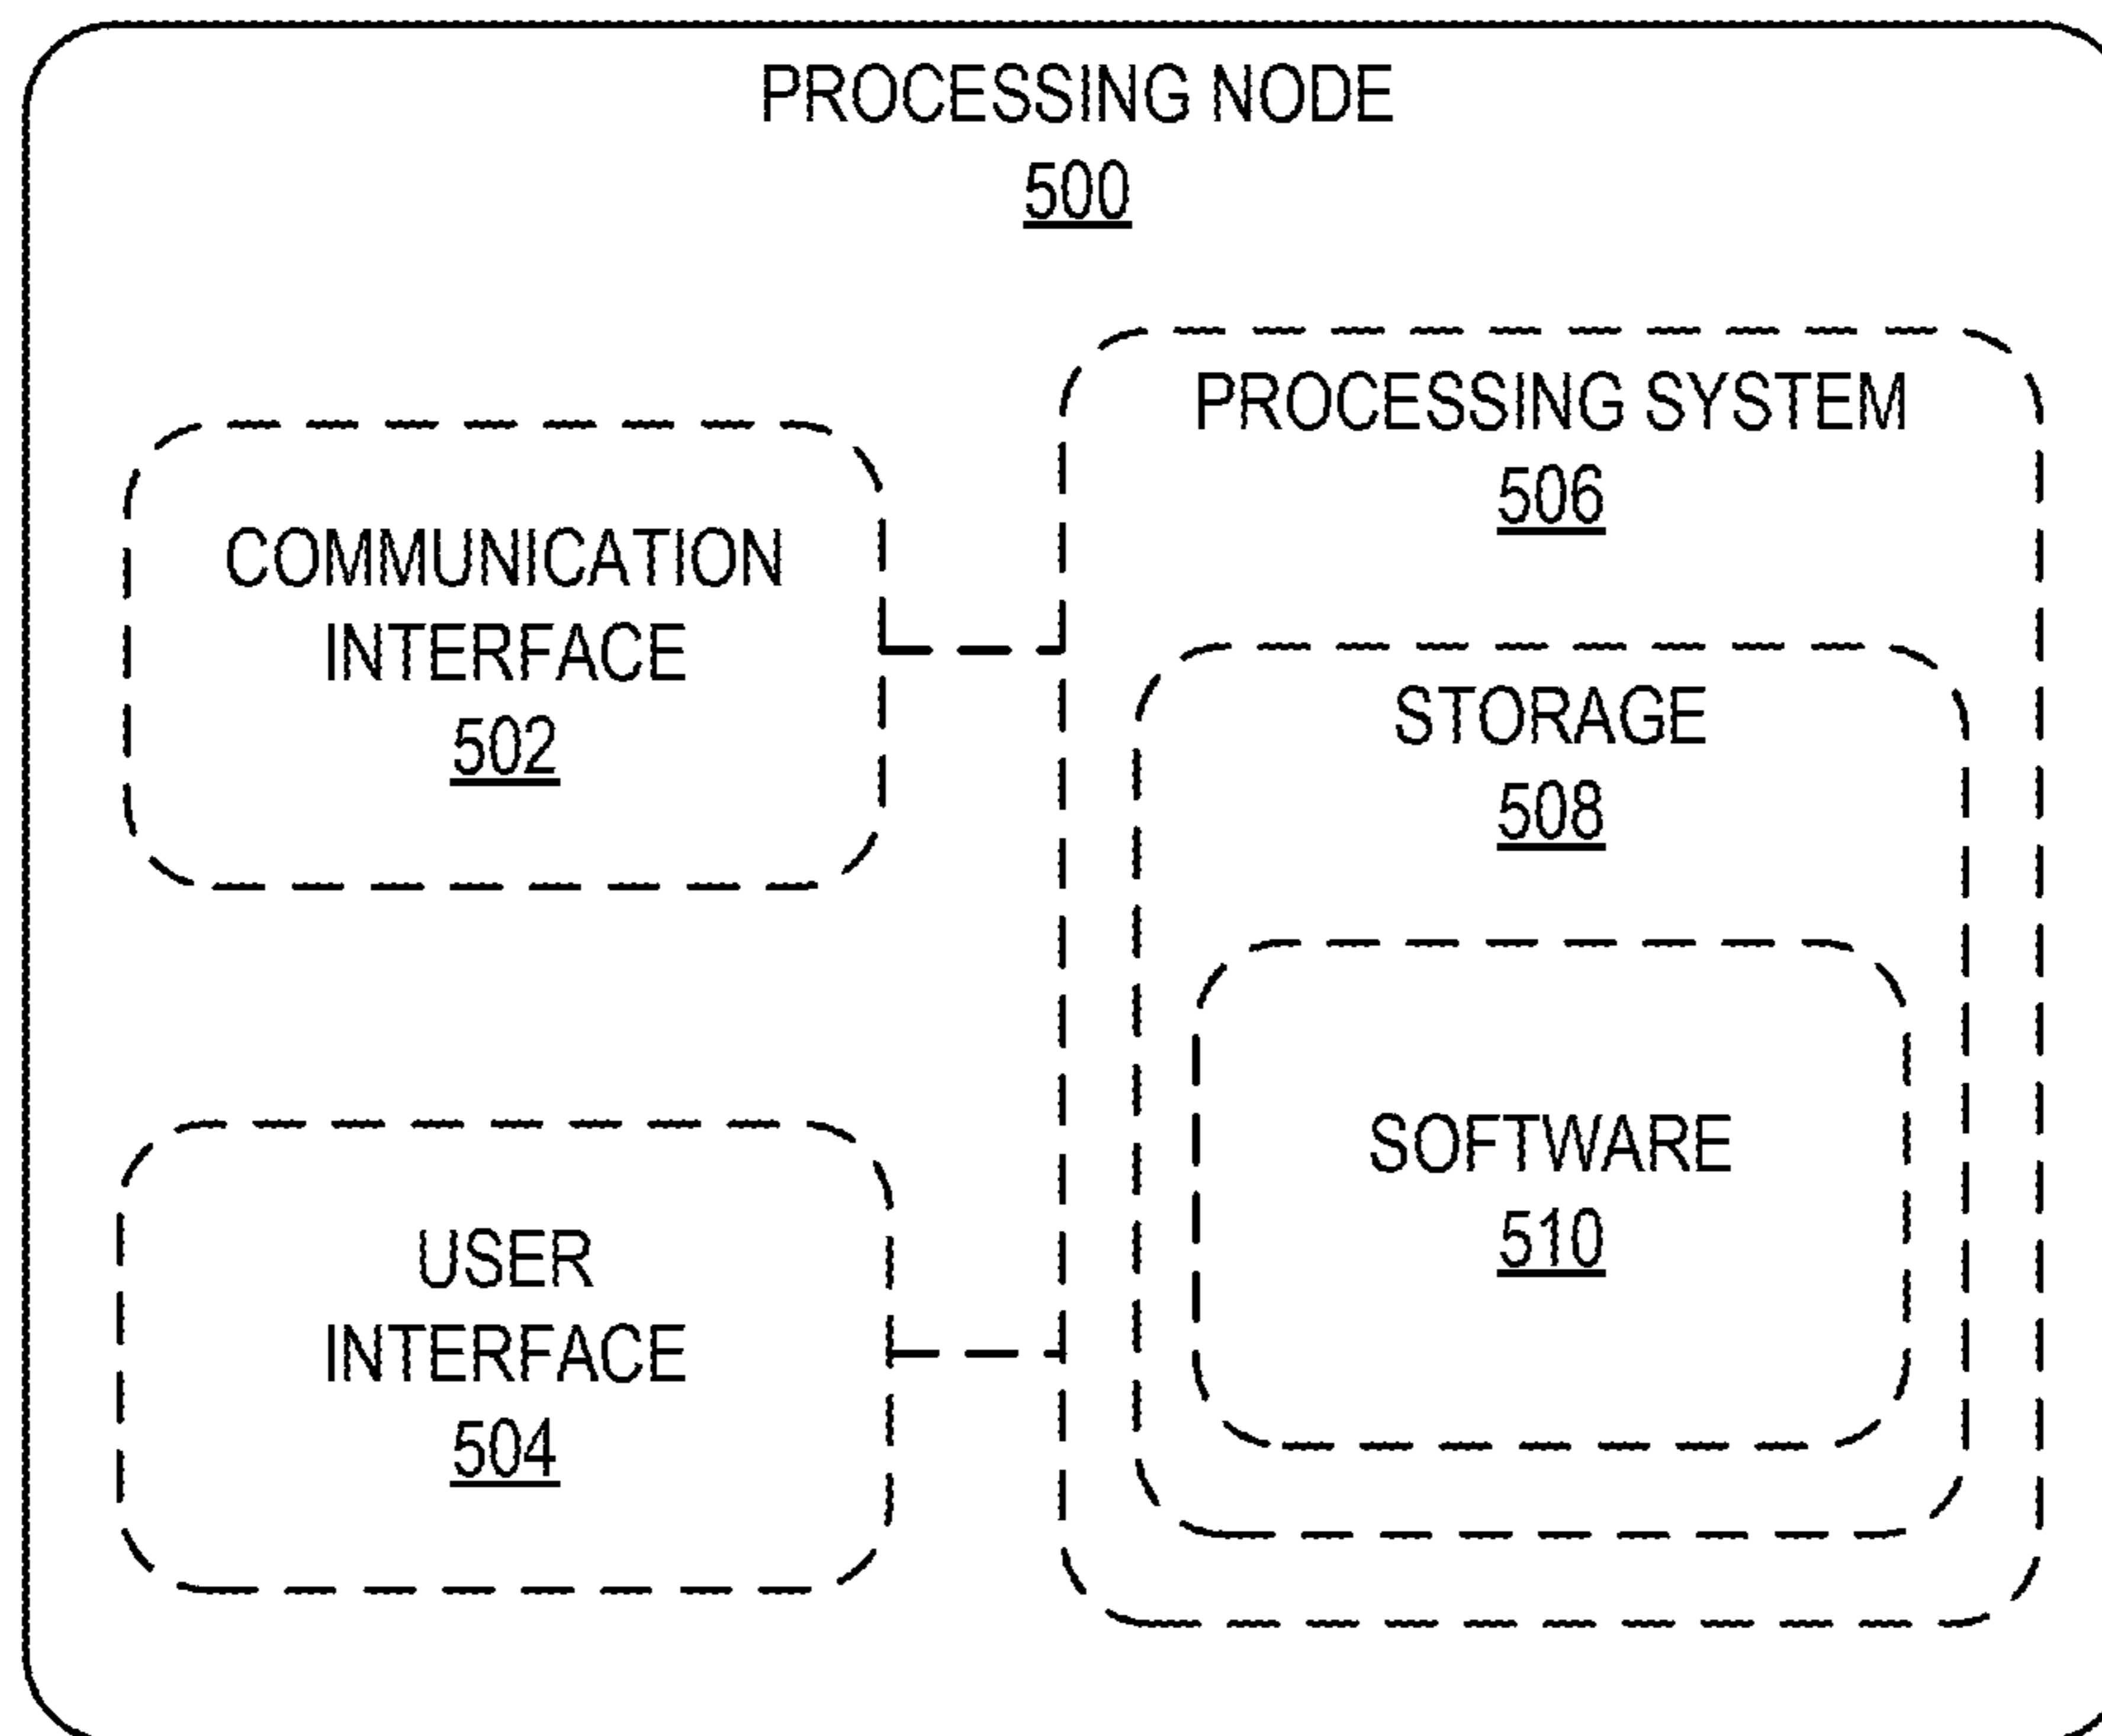 PROCESSING NODE
500
COMMUNICATION
INTERFACE
502
USER
INTERFACE
504
PROCESSING SYSTEM
506
STORAGE
508
SOFTWARE
510